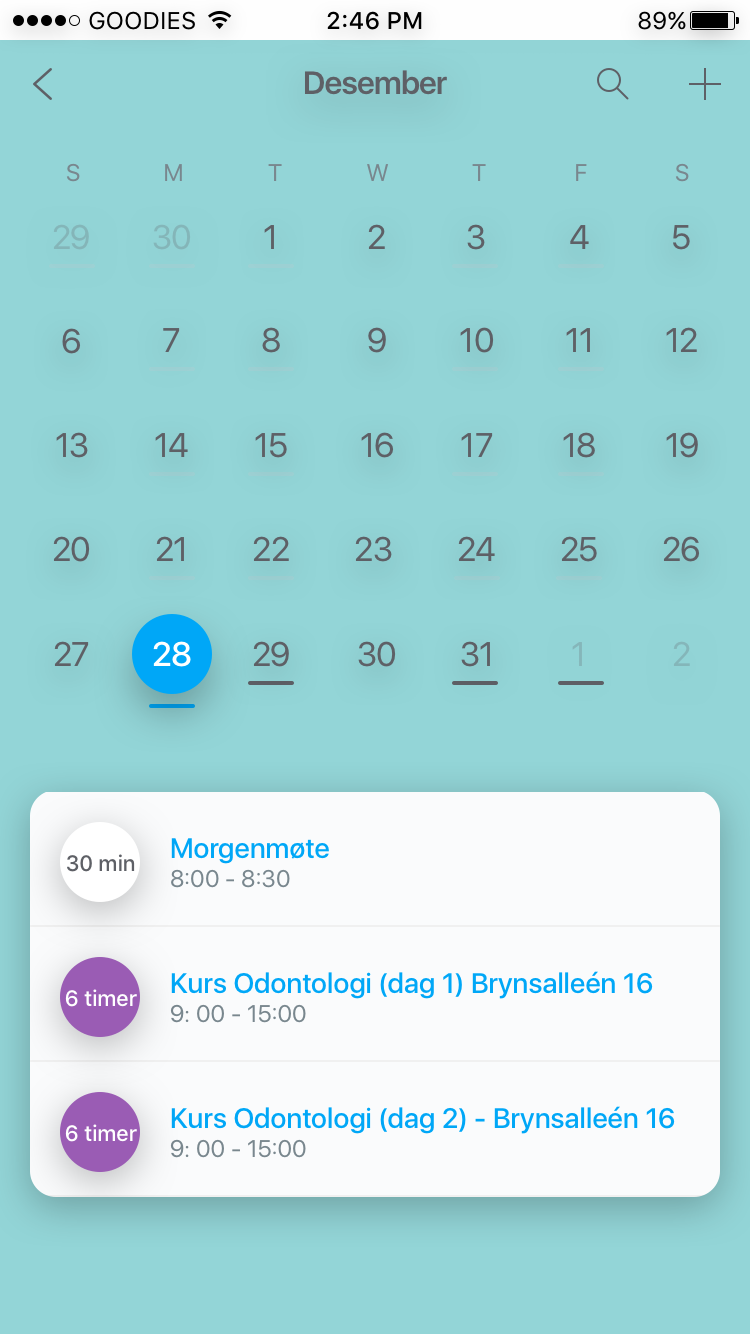 GOODIES 2:46 PM 89%
Desember
S M T W T F S
29 30 1 2 3 4 5
6 7 8 9 10 11 12
13 14 15 16 17 18 19
20 21 22 23 24 25 26
27 28 29 30 31 1 2
30 min
Morgenmøte
8:00 - 8:30
6 timer
Kurs Odontologi (dag 1) Brynsalleén 16
9: 00 - 15:00
6 timer
Kurs Odontologi (dag 2) - Brynsalleén 16
9: 00 - 15:00